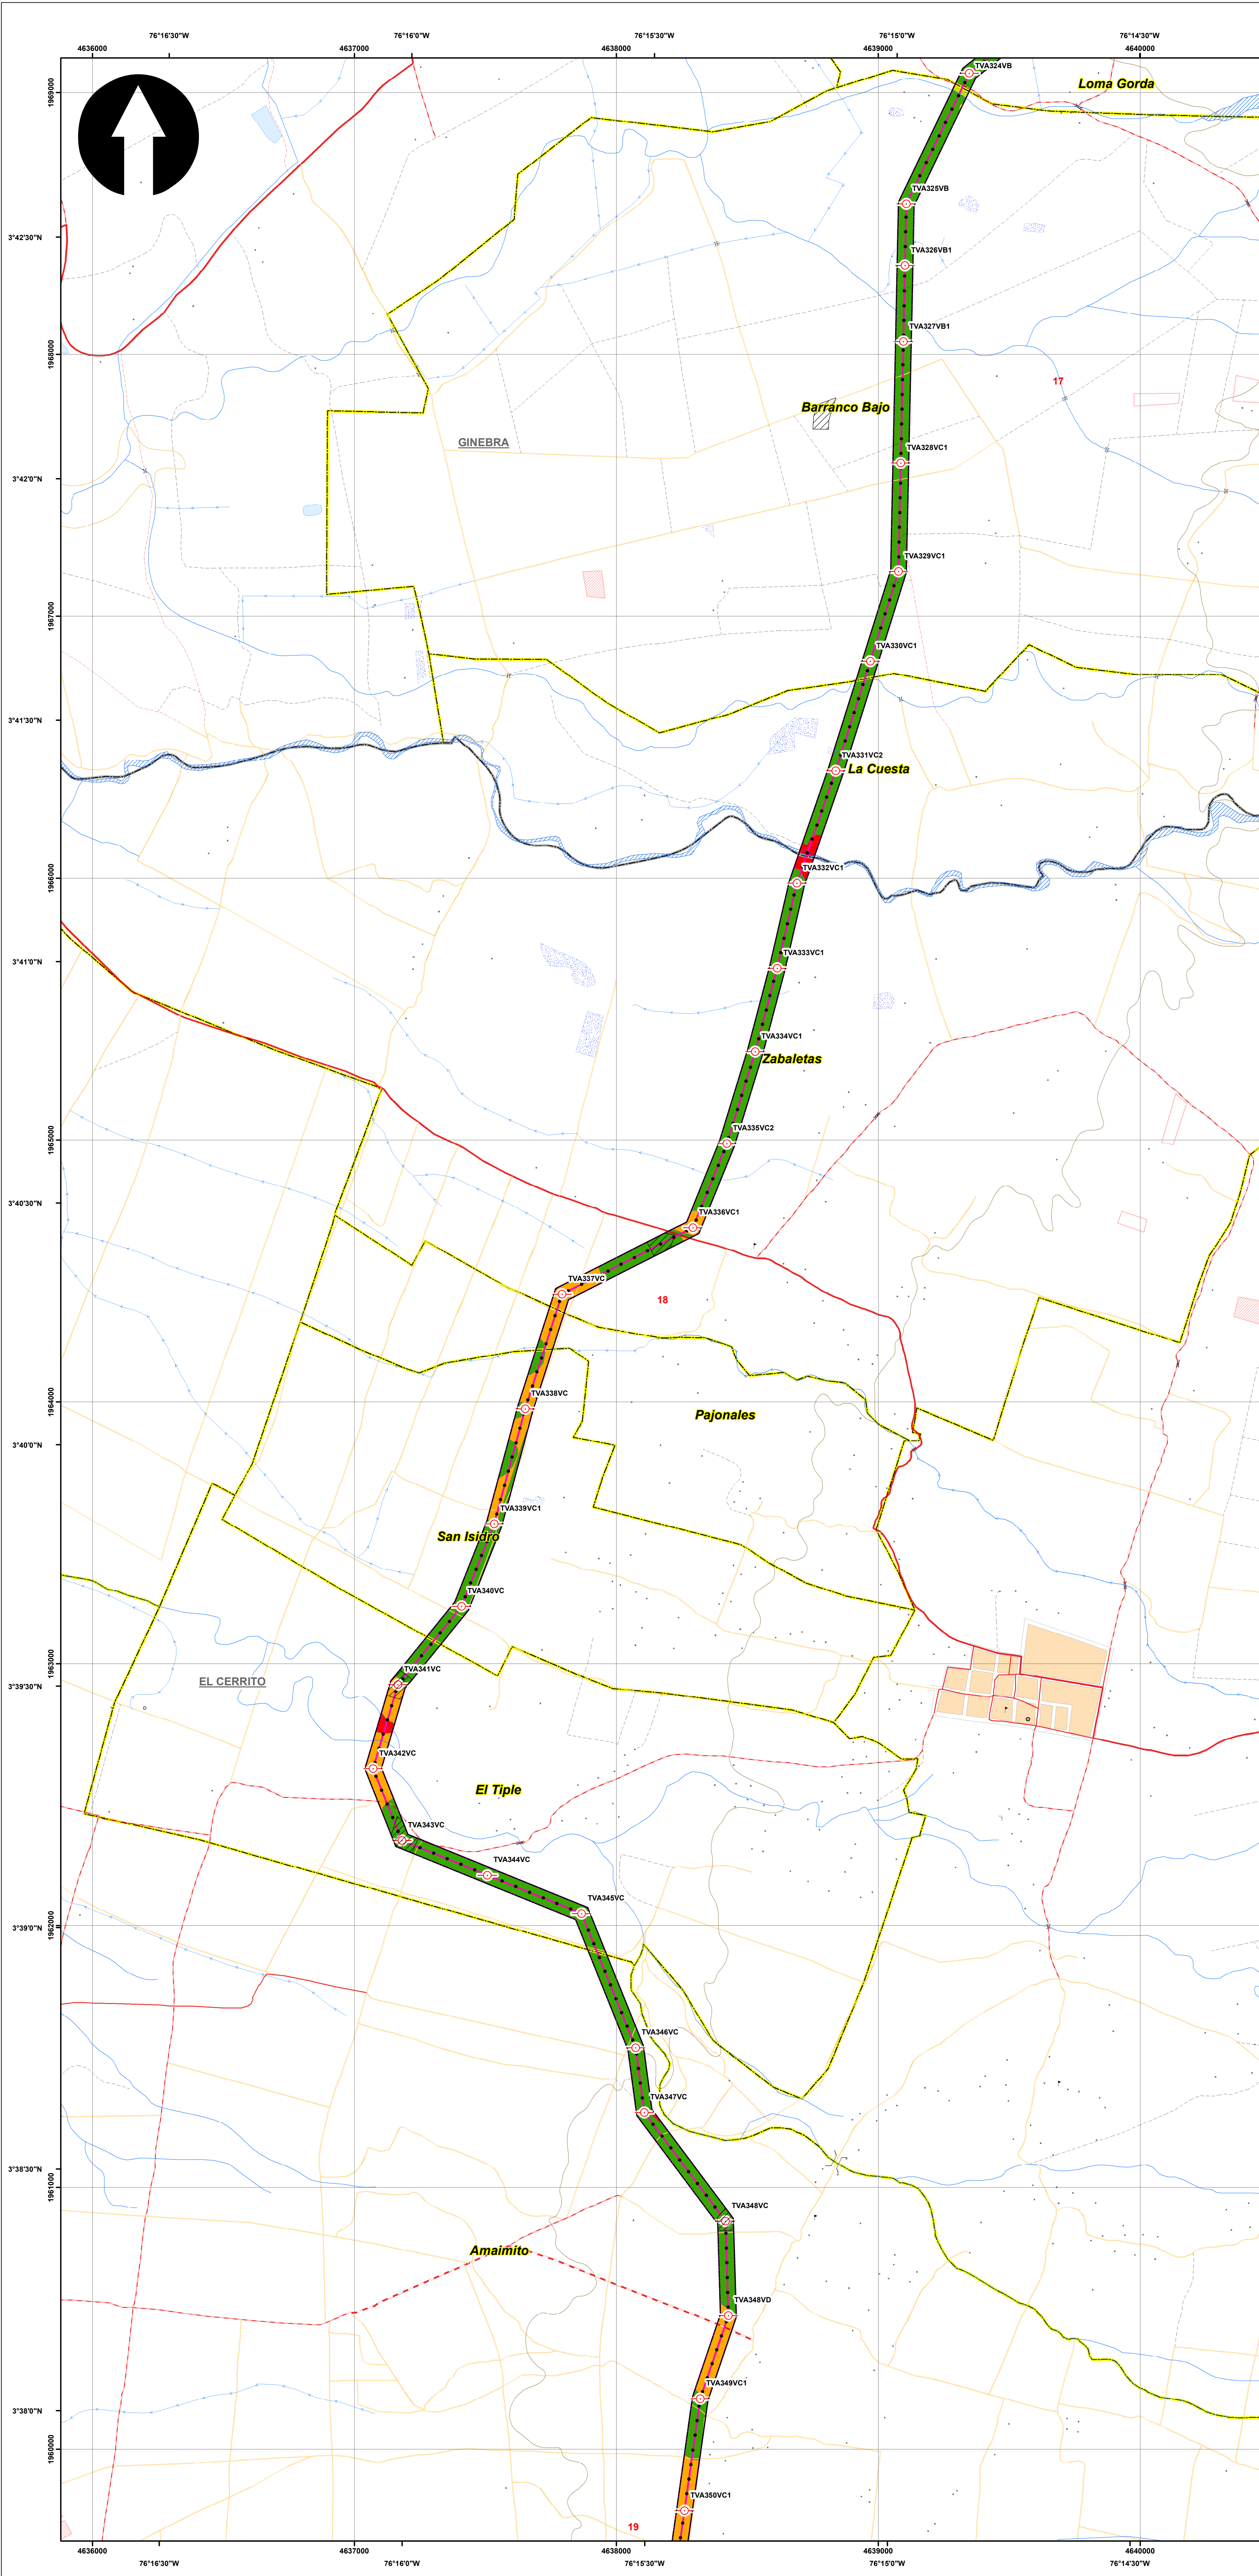 76°16'30"W
76°16'0"W
76°15'30"W
76°15'0"W
76°14'30"W
4636000
4637000
4638000
4639000
4640000
TVA324VB
Loma Gorda
1969000
TVA325VB
3°42'30"N
TVA326VB1
TVA327VB1
1968000
17
Barranco Bajo
GINEBRA
TVA328VC1
3°42'0"N
TVA329VC1
1967000
TVA330VC1
3°41'30"N
TVA331VC2
La Cuesta
TVA332VC1
1966000
TVA333VC1
3°41'0"N
TVA334VC1
Zabaletas
TVA335VC2
1965000
3°40'30"N
TVA336VC1
TVA337VC
18
TVA338VC
1964000
Pajonales
3°40'0"N
TVA339VC1
San Isidro
TVA340VC
1963000
TVA341VC
EL CERRITO
3°39'30"N
TVA342VC
El Tiple
TVA343VC
TVA344VC
TVA345VC
1962000
3°39'0"N
TVA346VC
TVA347VC
3°38'30"N
1961000
TVA348VC
Amaimito
TVA348VD
TVA349VC1
3°38'0"N
1960000
TVA350VC1
19
4636000
4637000
4638000
4639000
4640000
76°16'30"W
76°16'0"W
76°15'30"W
76°15'0"W
76°14'30"W